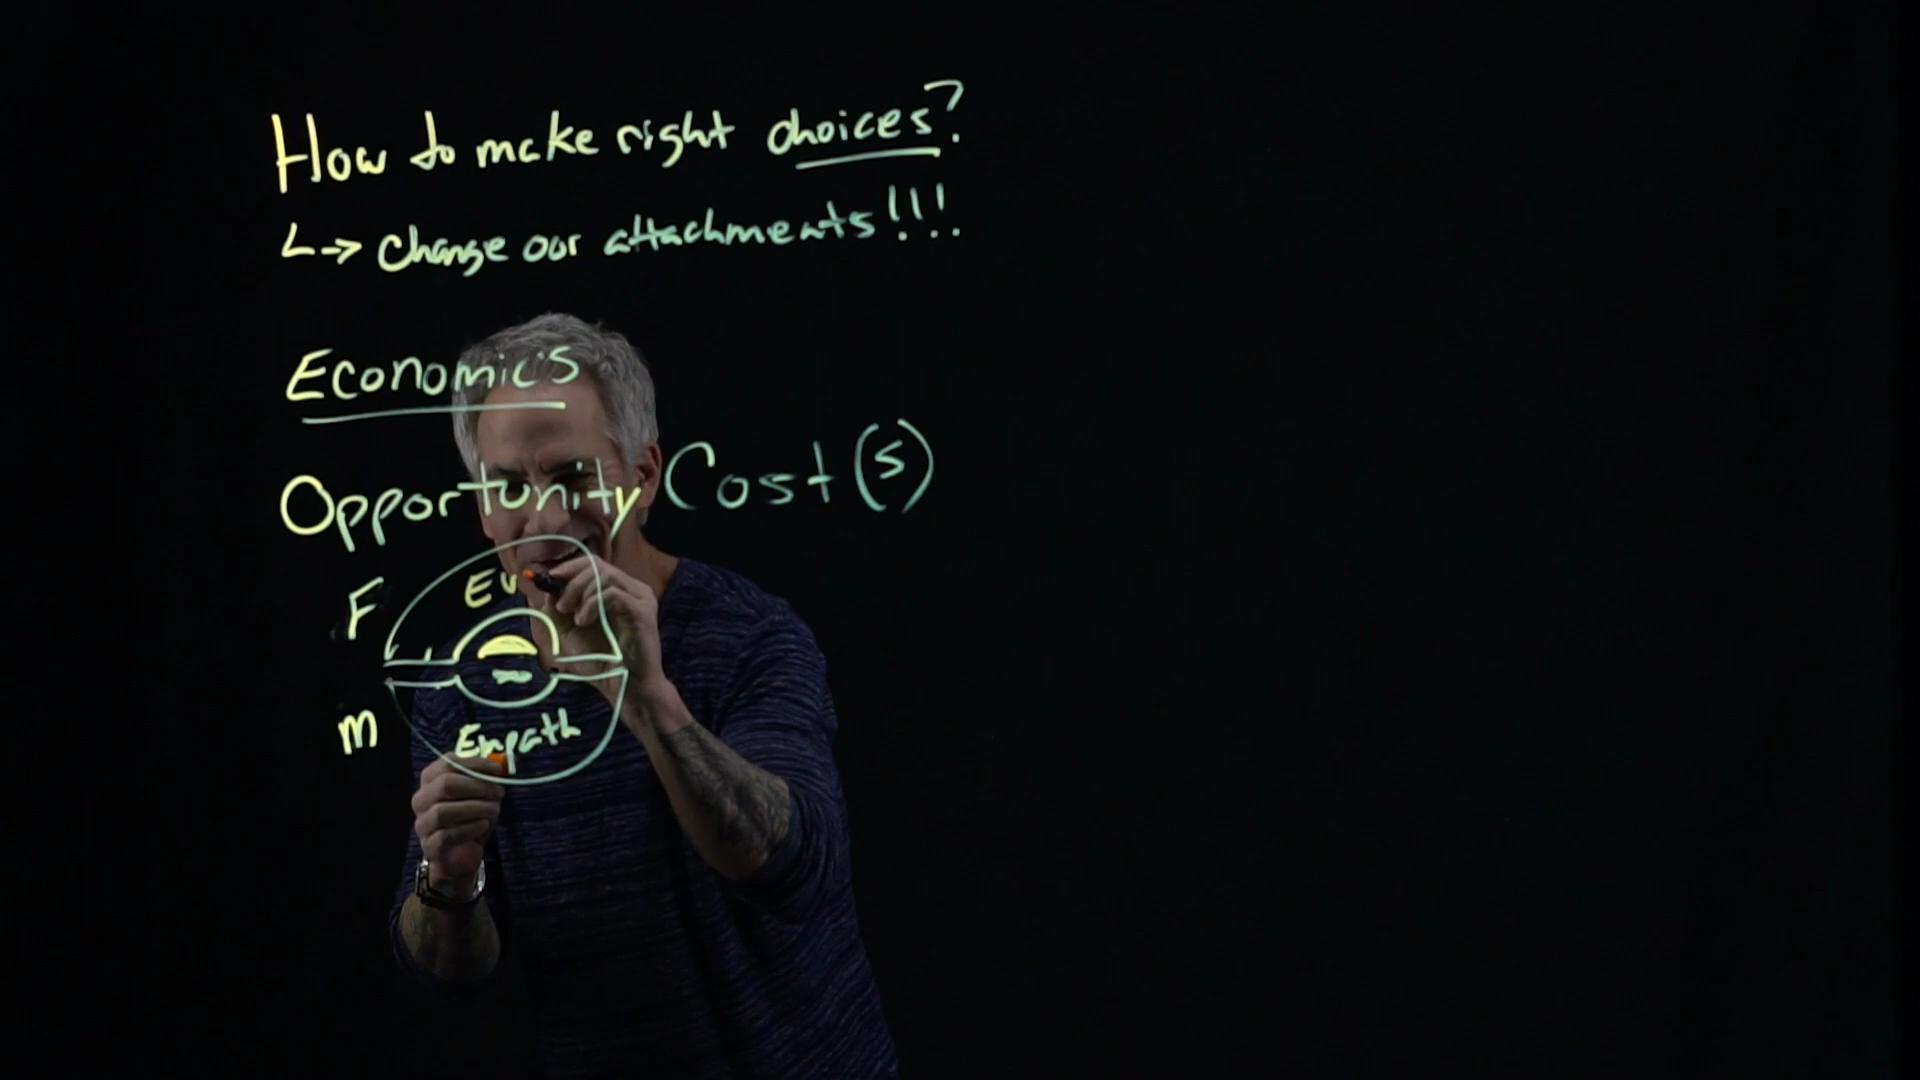 How to make right choices?
↳ change our attachments!!!
Economics
Opportunity Cost(s)
F Ev
M Empath